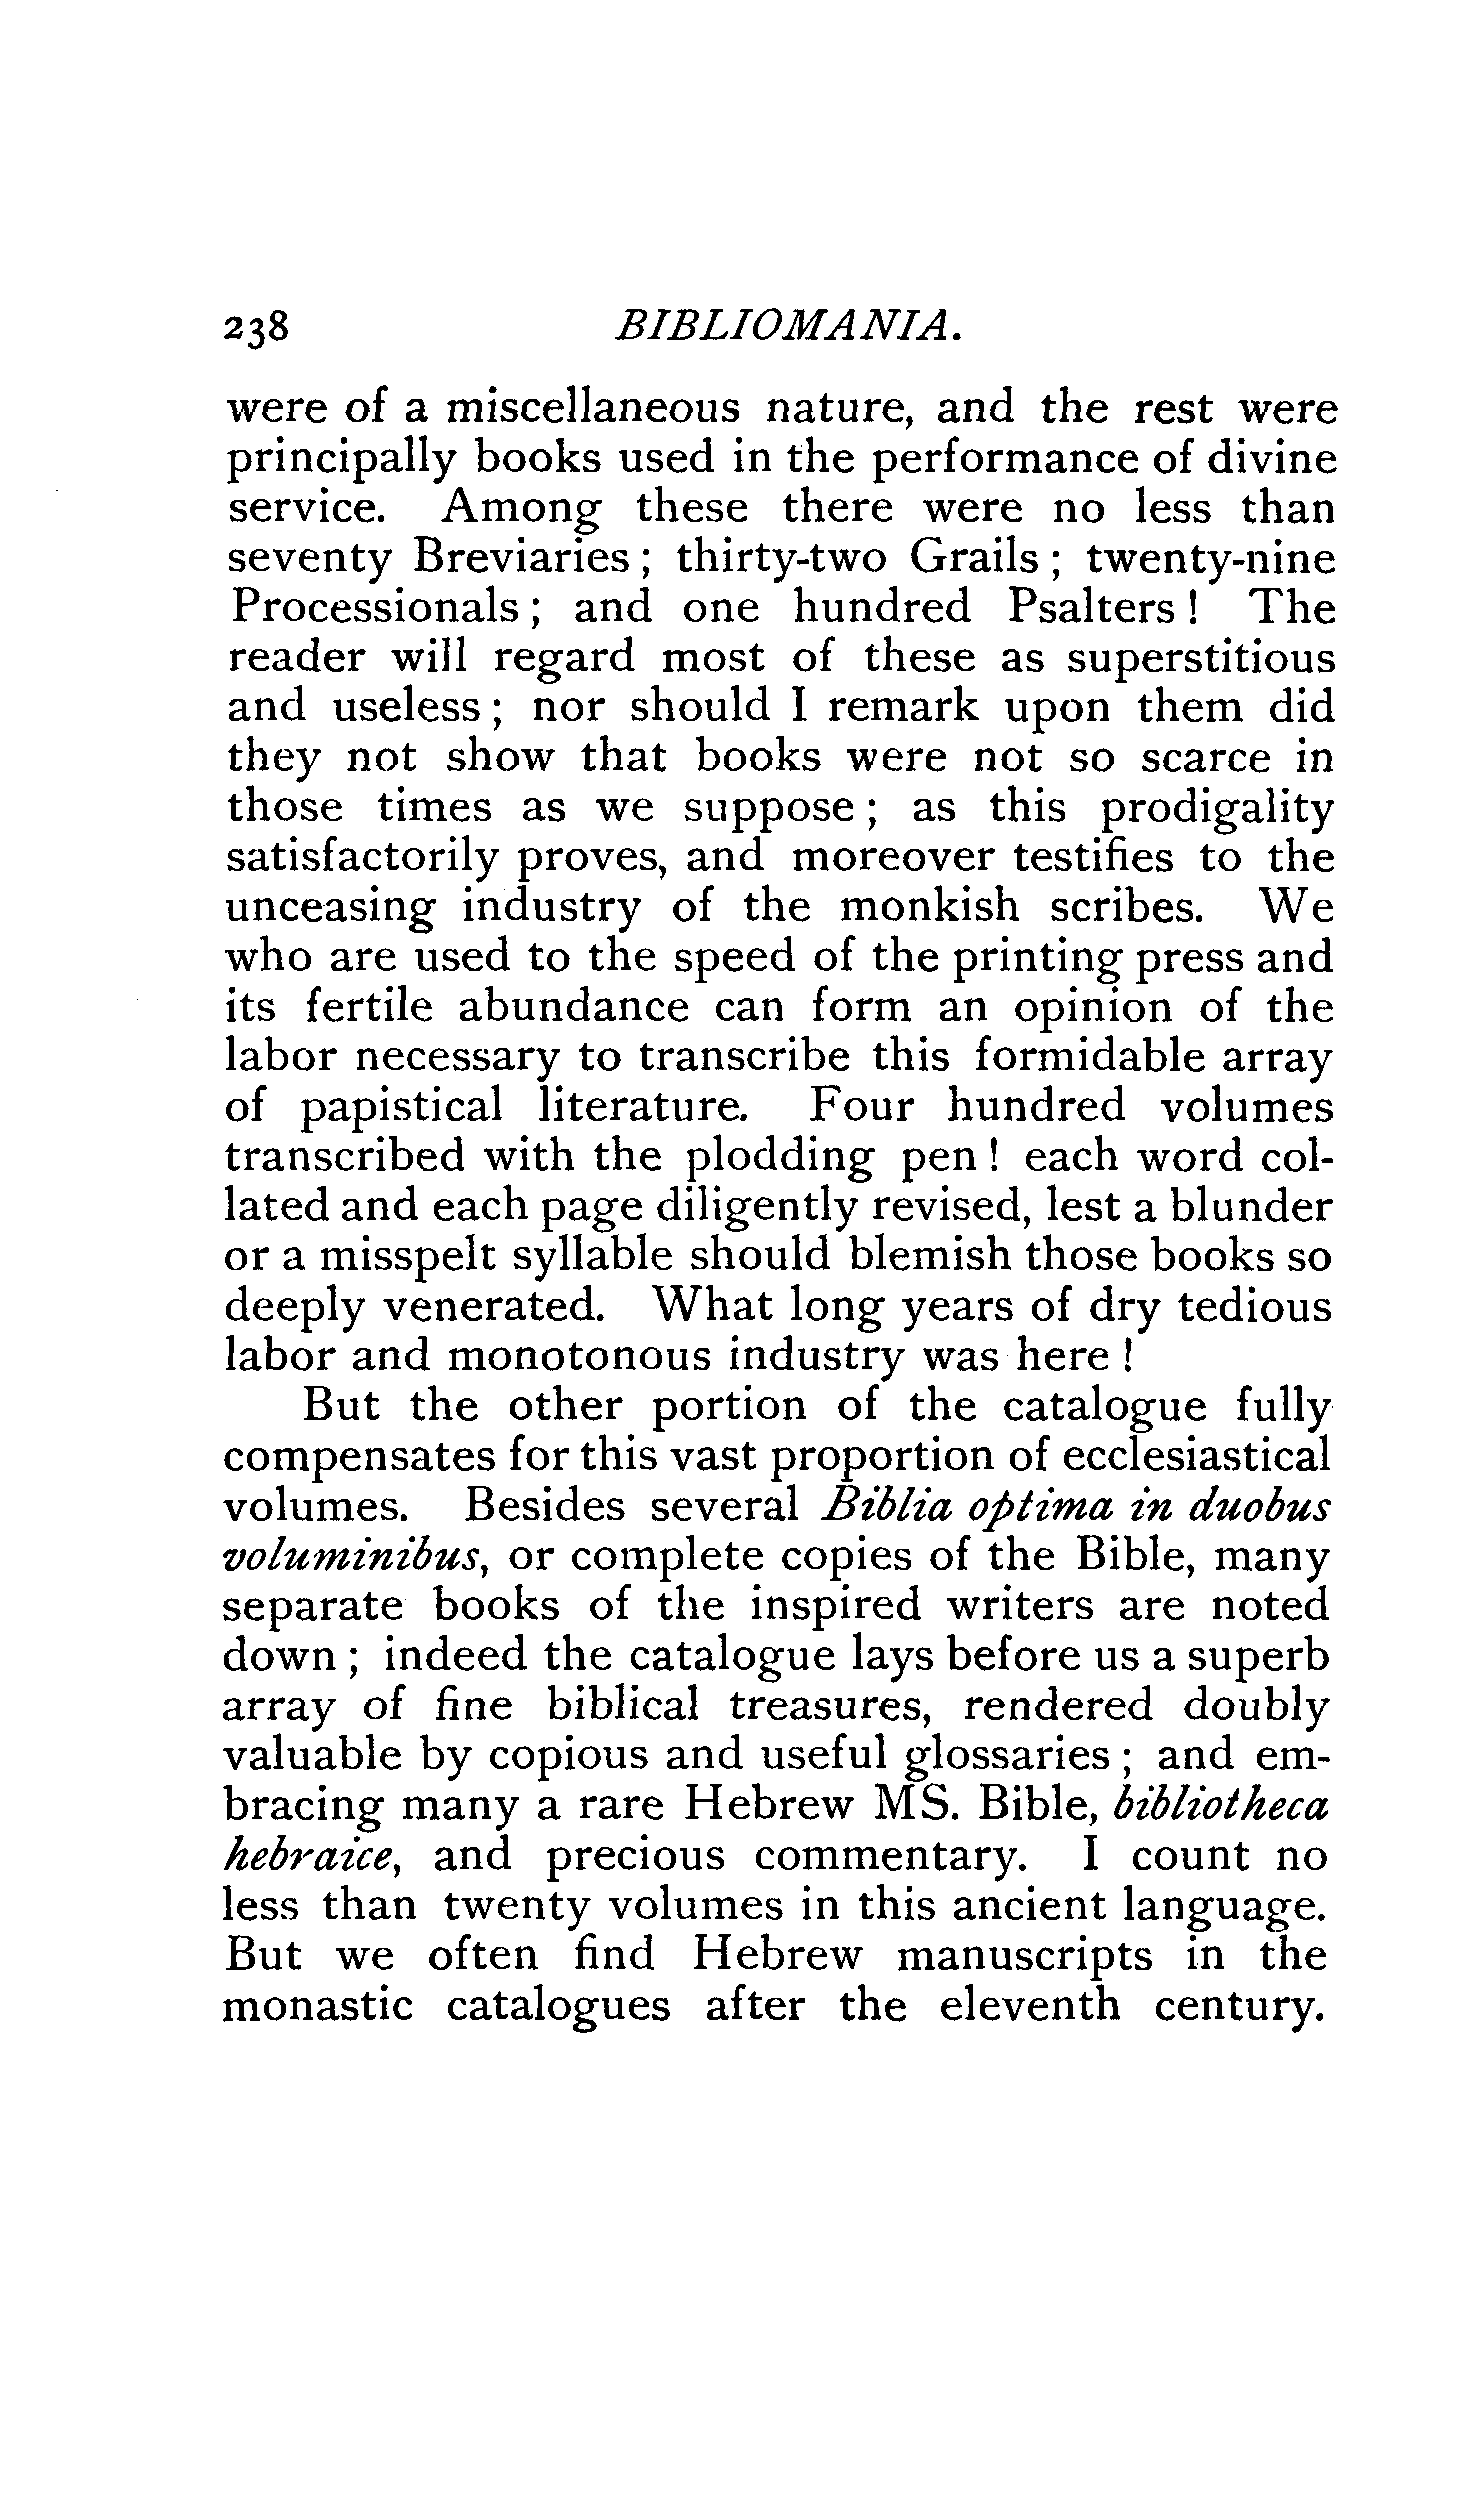 238 BIBLIOMANIA.
were of a miscellaneous nature, and the rest were
principally books used in the performance of divine
service. Among these there were no less than
seventy Breviaries ; thirty-two Grails ; twenty-nine
Processionals ; and one hundred Psalters ! The
reader will regard most of these as superstitious
and useless ; nor should I remark upon them did
they not show that books were not so scarce in
those times as we suppose ; as this prodigality
satisfactorily proves, and moreover testifies to the
unceasing industry of the monkish scribes. We
who are used to the speed of the printing press and
its fertile abundance can form an opinion of the
labor necessary to transcribe this formidable array
of papistical literature. Four hundred volumes
transcribed with the plodding pen ! each word col-
lated and each page diligently revised, lest a blunder
or a misspelt syllable should blemish those books so
deeply venerated. What long years of dry tedious
labor and monotonous industry was here !
But the other portion of the catalogue fully
compensates for this vast proportion of ecclesiastical
volumes. Besides several Biblia optima in duobus
voluminibus, or complete copies of the Bible, many
separate books of the inspired writers are noted
down ; indeed the catalogue lays before us a superb
array of fine biblical treasures, rendered doubly
valuable by copious and useful glossaries ; and em-
bracing many a rare Hebrew MS. Bible, bibliotheca
hebraice, and precious commentary. I count no
less than twenty volumes in this ancient language.
But we often find Hebrew manuscripts in the
monastic catalogues after the eleventh century.